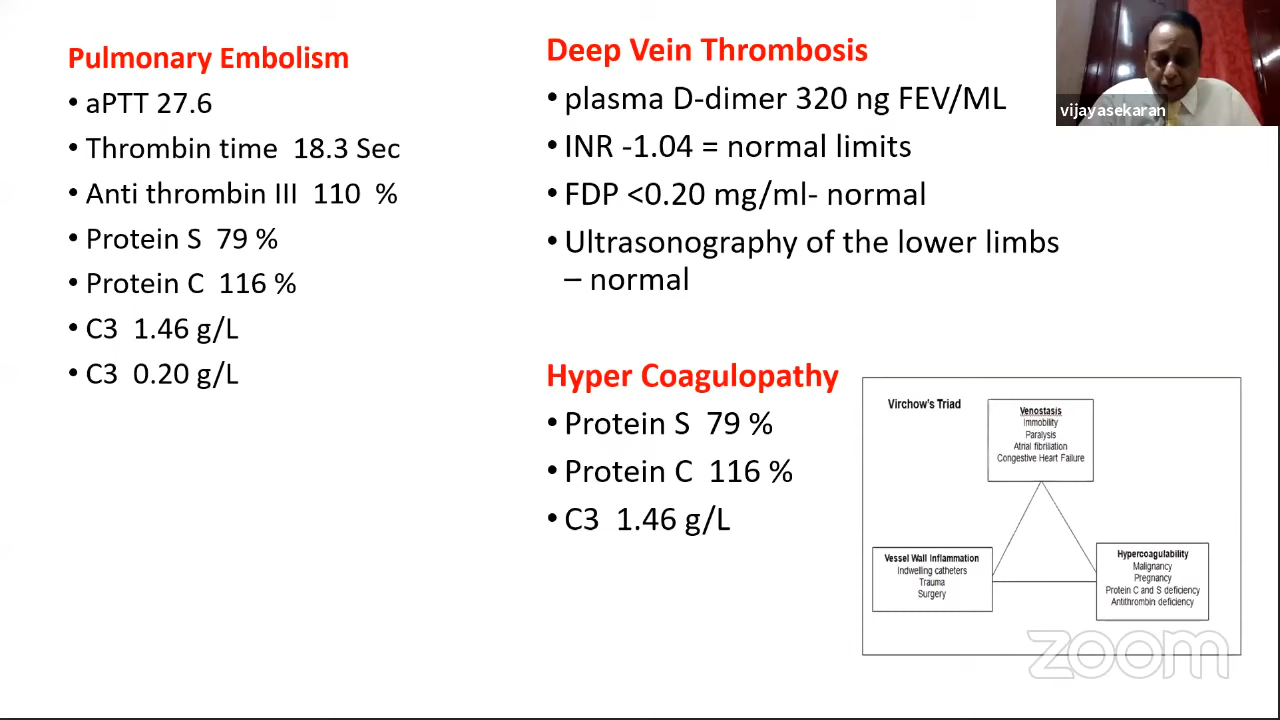 Pulmonary Embolism
• aPTT 27.6
• Thrombin time 18.3 Sec
• Anti thrombin III 110 %
• Protein S 79 %
• Protein C 116 %
• C3 1.46 g/L
• C3 0.20 g/L
Deep Vein Thrombosis
• plasma D-dimer 320 ng FEV/ML
• INR -1.04 = normal limits
• FDP <0.20 mg/ml- normal
• Ultrasonography of the lower limbs
– normal
Hyper Coagulopathy
• Protein S 79 %
• Protein C 116 %
• C3 1.46 g/L
vijayasekaran
Virchow's Triad
Venostasis
Immobility
Paralysis
Atrial fibrillation
Congestive Heart Failure
Vessel Wall Inflammation
Indwelling catheters
Trauma
Surgery
Hypercoagulability
Malignancy
Pregnancy
Protein C and S deficiency
Antithrombin deficiency
zoom